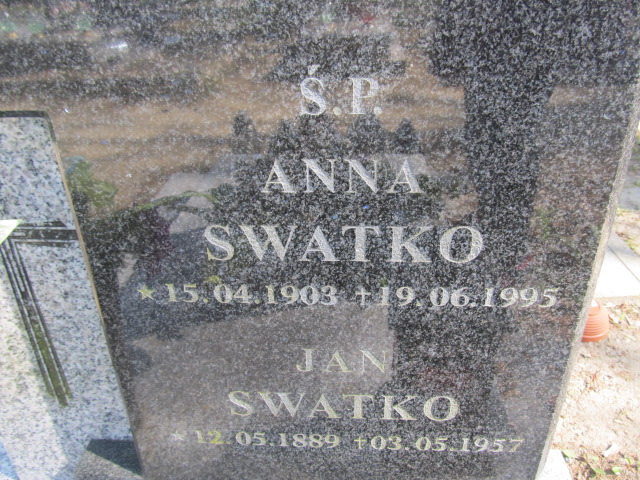 Ś.P.
ANNA
SWATKO
★ 15.04.1903 † 19.06.1995
JAN
SWATKO
★ 12.05.1889 † 03.05.1957